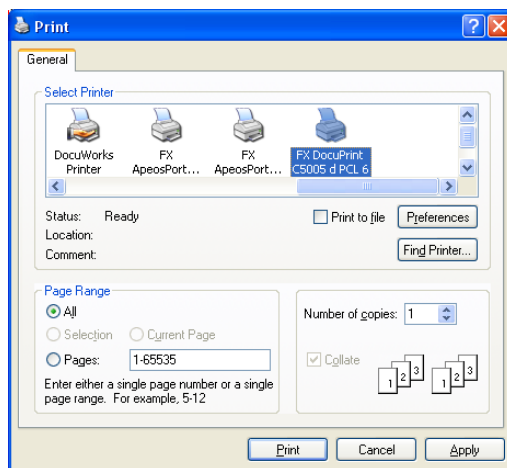 Print
General
Select Printer
DocuWorks Printer
FX ApeosPort...
FX ApeosPort...
FX DocuPrint C5005 d PCL 6
Status: Ready
Print to file
Preferences
Location:
Comment:
Find Printer...
Page Range
All
Selection
Current Page
Pages: 1-65535
Enter either a single page number or a single
page range. For example, 5-12
Number of copies: 1
Collate
1 2 3
1 2 3
Print
Cancel
Apply